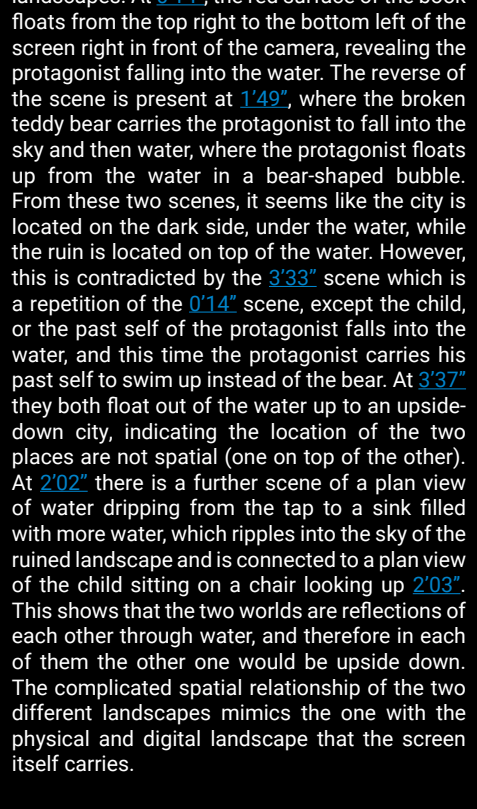 landscapes. At 0'14", the red surface of the book
floats from the top right to the bottom left of the
screen right in front of the camera, revealing the
protagonist falling into the water. The reverse of
the scene is present at 1'49", where the broken
teddy bear carries the protagonist to fall into the
sky and then water, where the protagonist floats
up from the water in a bear-shaped bubble.
From these two scenes, it seems like the city is
located on the dark side, under the water, while
the ruin is located on top of the water. However,
this is contradicted by the 3'33" scene which is
a repetition of the 0'14" scene, except the child,
or the past self of the protagonist falls into the
water, and this time the protagonist carries his
past self to swim up instead of the bear. At 3'37"
they both float out of the water up to an upside-
down city, indicating the location of the two
places are not spatial (one on top of the other).
At 2'02" there is a further scene of a plan view
of water dripping from the tap to a sink filled
with more water, which ripples into the sky of the
ruined landscape and is connected to a plan view
of the child sitting on a chair looking up 2'03".
This shows that the two worlds are reflections of
each other through water, and therefore in each
of them the other one would be upside down.
The complicated spatial relationship of the two
different landscapes mimics the one with the
physical and digital landscape that the screen
itself carries.